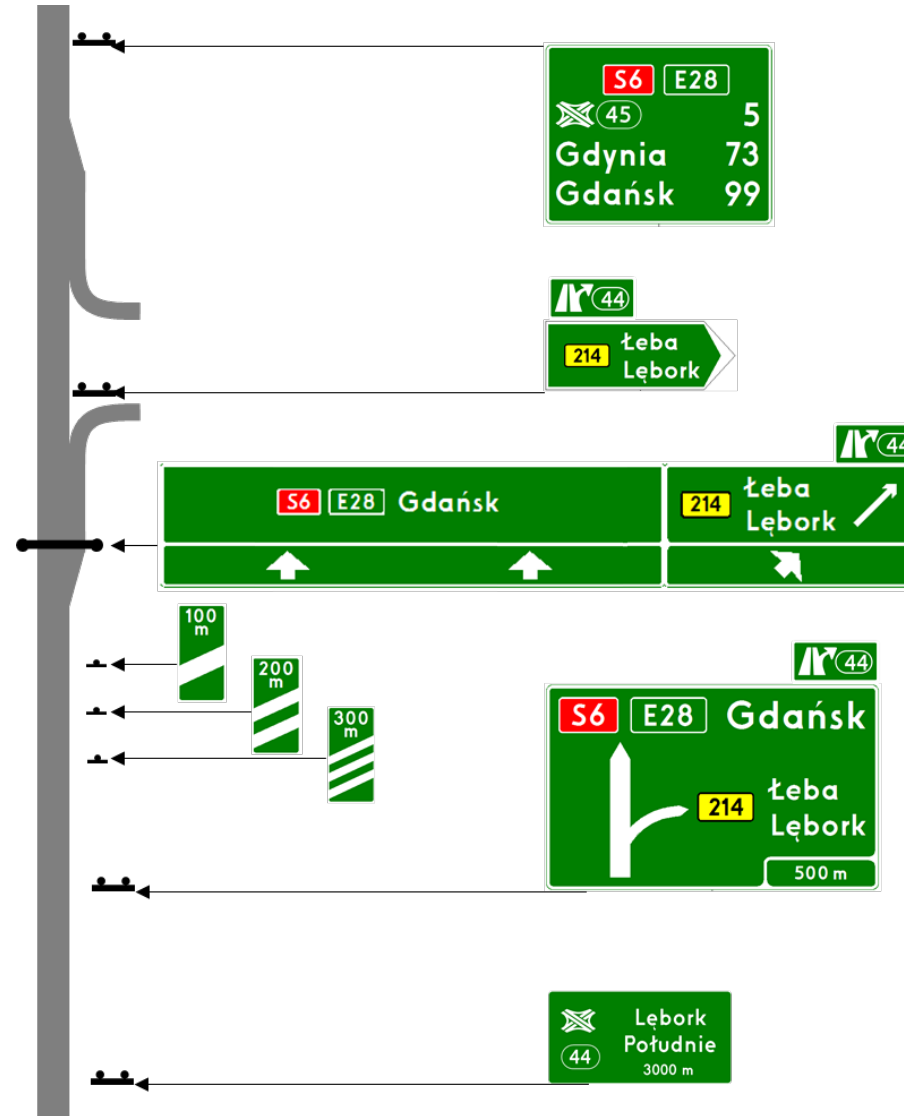 S6 E28
45 5
Gdynia 73
Gdańsk 99
44
214 Łeba
Lębork
44
S6 E28 Gdańsk
214 Łeba
Lębork
100
m
200
m
300
m
44
S6 E28 Gdańsk
214 Łeba
Lębork
500 m
Lębork
Południe
44
3000 m